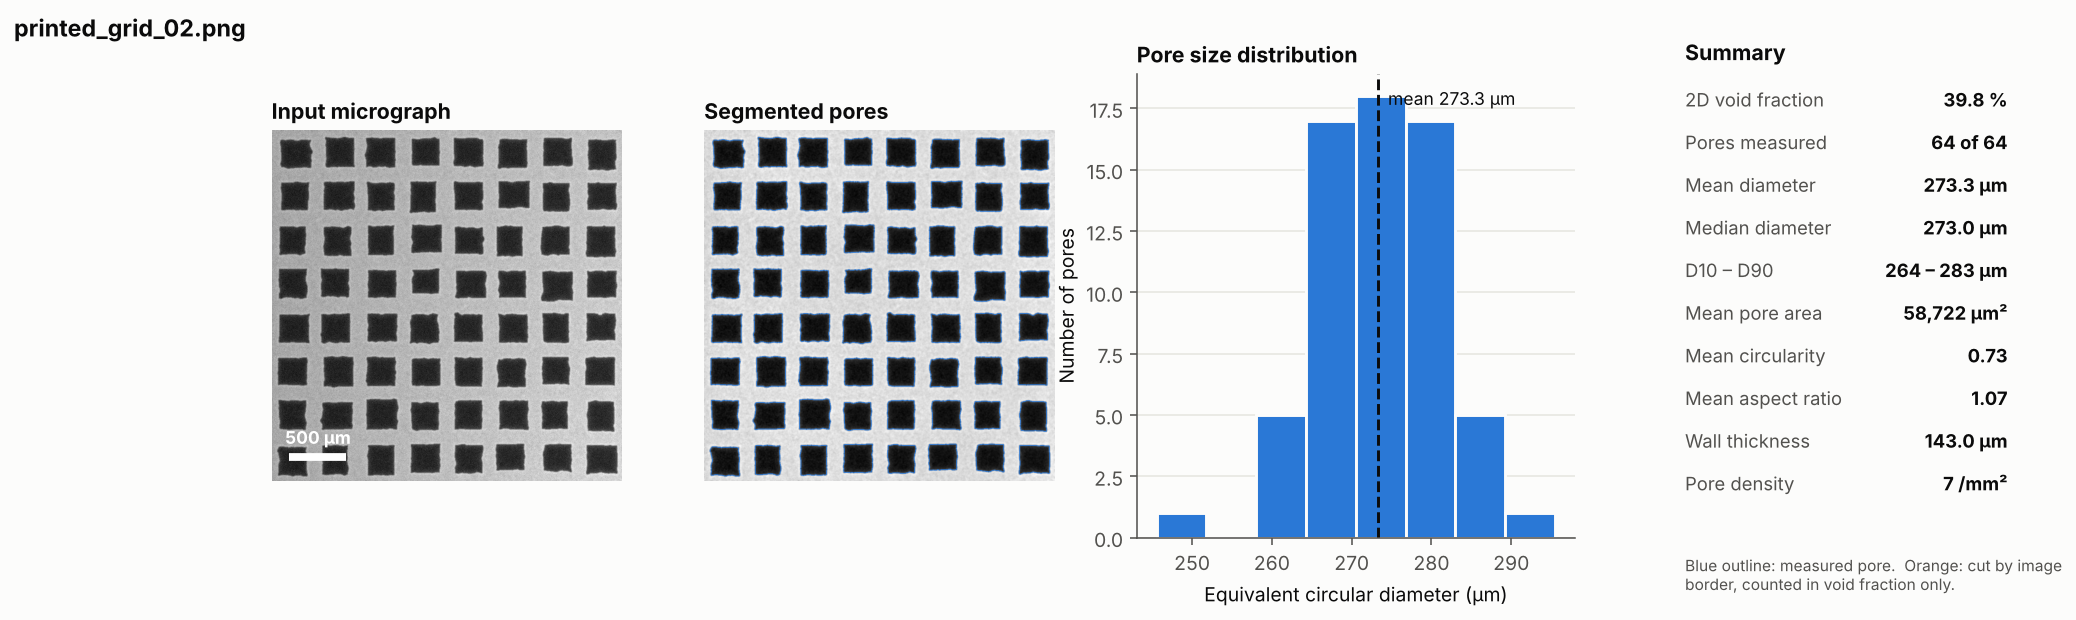 printed_grid_02.png
Input micrograph
500 µm
Segmented pores
Pore size distribution
mean 273.3 µm
Number of pores
17.5
15.0
12.5
10.0
7.5
5.0
2.5
0.0
250 260 270 280 290
Equivalent circular diameter (µm)
Summary
2D void fraction 39.8 %
Pores measured 64 of 64
Mean diameter 273.3 µm
Median diameter 273.0 µm
D10 – D90 264 – 283 µm
Mean pore area 58,722 µm²
Mean circularity 0.73
Mean aspect ratio 1.07
Wall thickness 143.0 µm
Pore density 7 /mm²
Blue outline: measured pore. Orange: cut by image
border, counted in void fraction only.